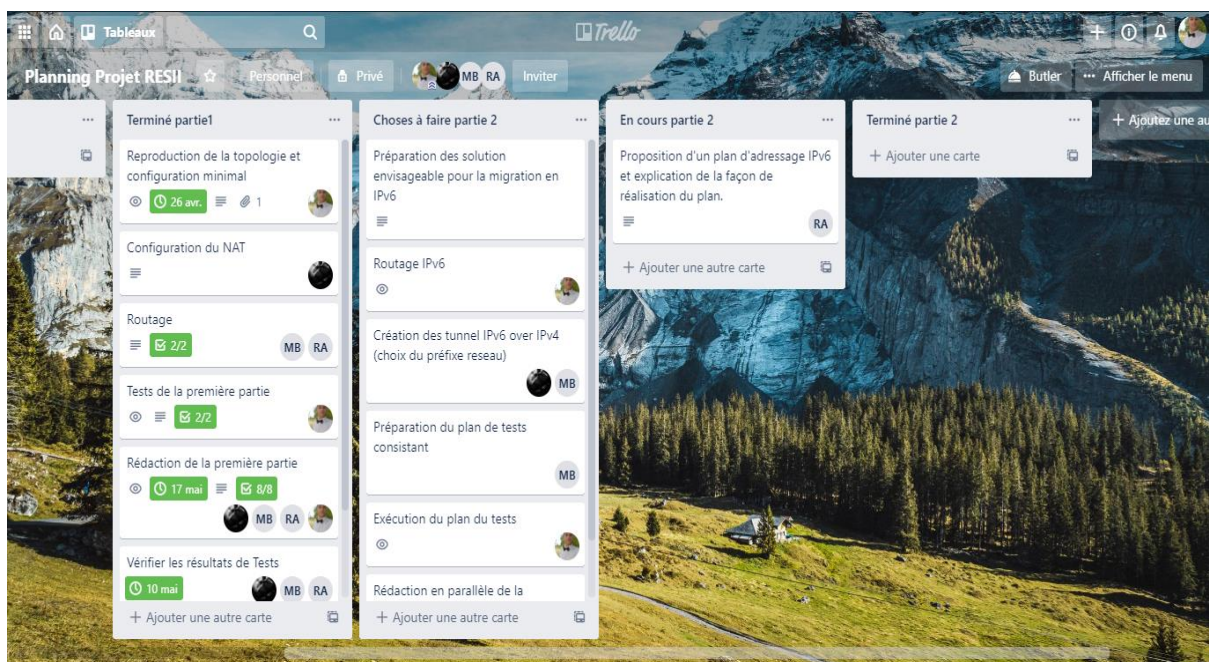 Tableaux
Trello
Planning Projet RESII
Personnel
Privé
MB RA
Inviter
Butler
Afficher le menu
Terminé partie1
Reproduction de la topologie et
configuration minimal
26 avr.
1
Configuration du NAT
Routage
2/2
MB RA
Tests de la première partie
2/2
Rédaction de la première partie
17 mai
8/8
MB RA
Vérifier les résultats de Tests
10 mai
MB RA
+ Ajouter une autre carte
Choses à faire partie 2
Préparation des solution
envisageable pour la migration en
IPv6
Routage IPv6
Création des tunnel IPv6 over IPv4
(choix du préfixe reseau)
MB
Préparation du plan de tests
consistant
MB
Exécution du plan du tests
Rédaction en parallèle de la
+ Ajouter une autre carte
En cours partie 2
Proposition d'un plan d'adressage IPv6
et explication de la façon de
réalisation du plan.
RA
+ Ajouter une autre carte
Terminé partie 2
+ Ajouter une carte
+ Ajoutez une au